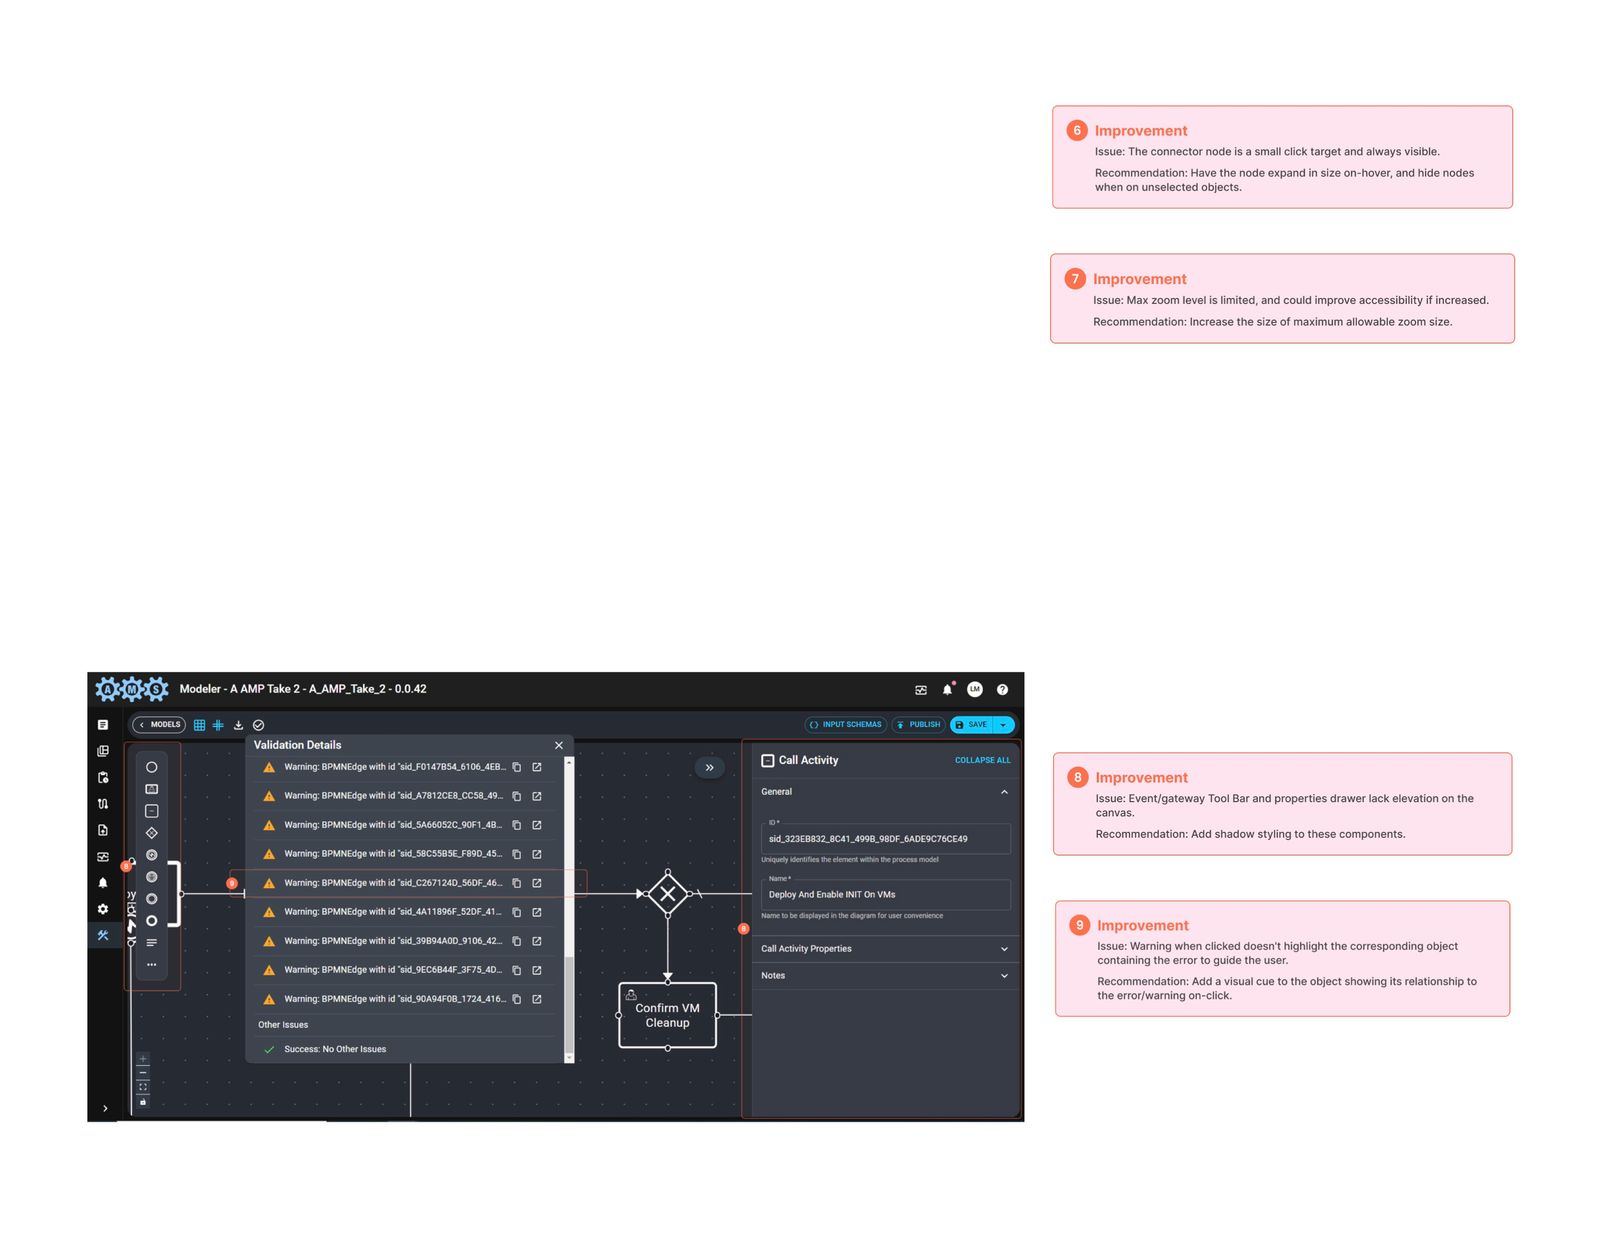 6 Improvement
Issue: The connector node is a small click target and always visible.
Recommendation: Have the node expand in size on-hover, and hide nodes
when on unselected objects.
7 Improvement
Issue: Max zoom level is limited, and could improve accessibility if increased.
Recommendation: Increase the size of maximum allowable zoom size.
AMS Modeler - A AMP Take 2 - A_AMP_Take_2 - 0.0.42
LM
MODELS
INPUT SCHEMAS
PUBLISH
SAVE
Validation Details
Warning: BPMNEdge with id "sid_F0147B54_6106_4EB...
Warning: BPMNEdge with id "sid_A7812CE8_CC58_49...
Warning: BPMNEdge with id "sid_5A66052C_90F1_4B...
Warning: BPMNEdge with id "sid_58C55B5E_F89D_45...
9 Warning: BPMNEdge with id "sid_C267124D_56DF_46...
Warning: BPMNEdge with id "sid_4A11896F_52DF_41...
Warning: BPMNEdge with id "sid_39B94A0D_9106_42...
Warning: BPMNEdge with id "sid_9EC6B44F_3F75_4D...
Warning: BPMNEdge with id "sid_90A94F0B_1724_416...
Other Issues
Success: No Other Issues
8
Confirm VM
Cleanup
8
Call Activity
COLLAPSE ALL
General
ID*
sid_323EB832_8C41_499B_98DF_6ADE9C76CE49
Uniquely identifies the element within the process model
Name*
Deploy And Enable INIT On VMs
Name to be displayed in the diagram for user convenience
Call Activity Properties
Notes
8 Improvement
Issue: Event/gateway Tool Bar and properties drawer lack elevation on the
canvas.
Recommendation: Add shadow styling to these components.
9 Improvement
Issue: Warning when clicked doesn't highlight the corresponding object
containing the error to guide the user.
Recommendation: Add a visual cue to the object showing its relationship to
the error/warning on-click.